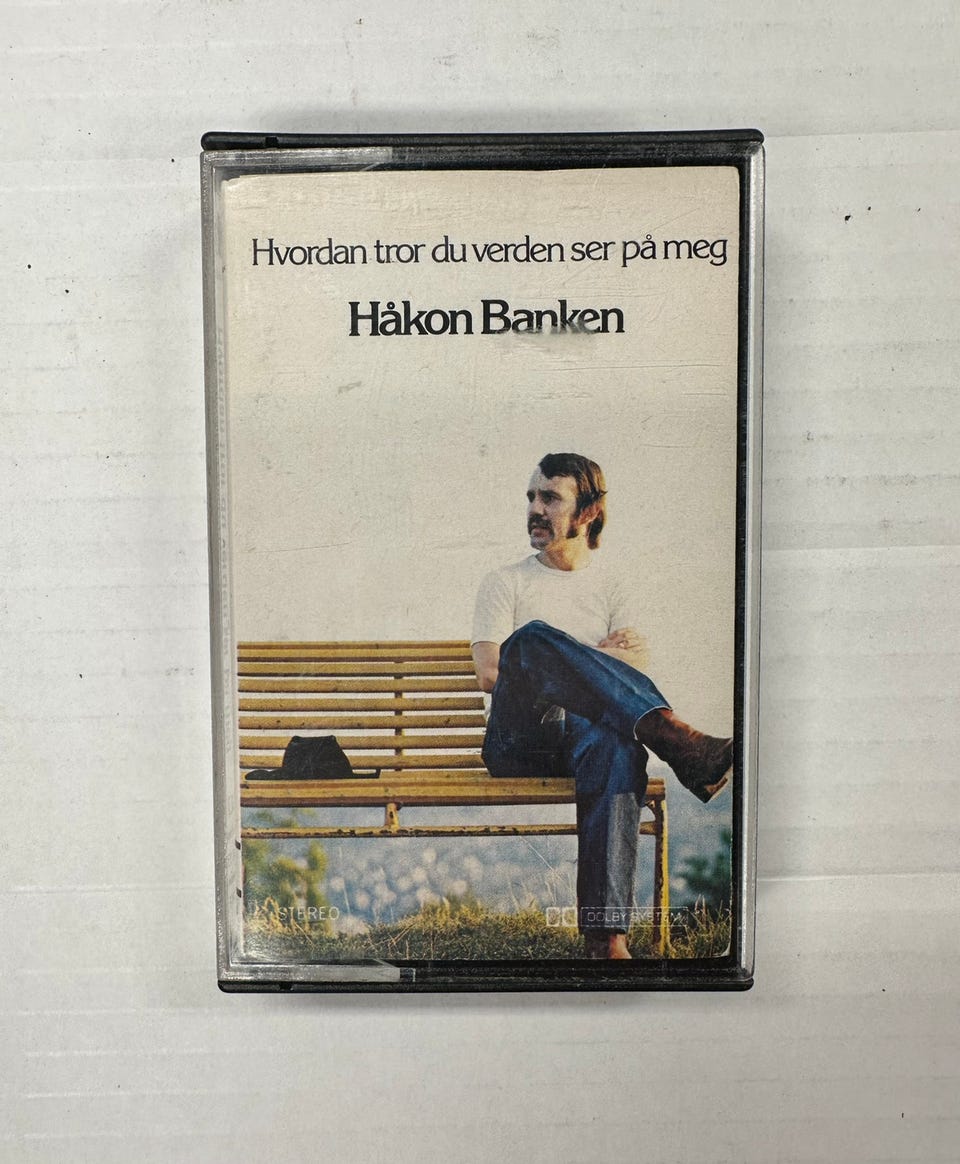 Hvordan tror du verden ser på meg
Håkon Banken
STEREO
DOLBY SYSTEM